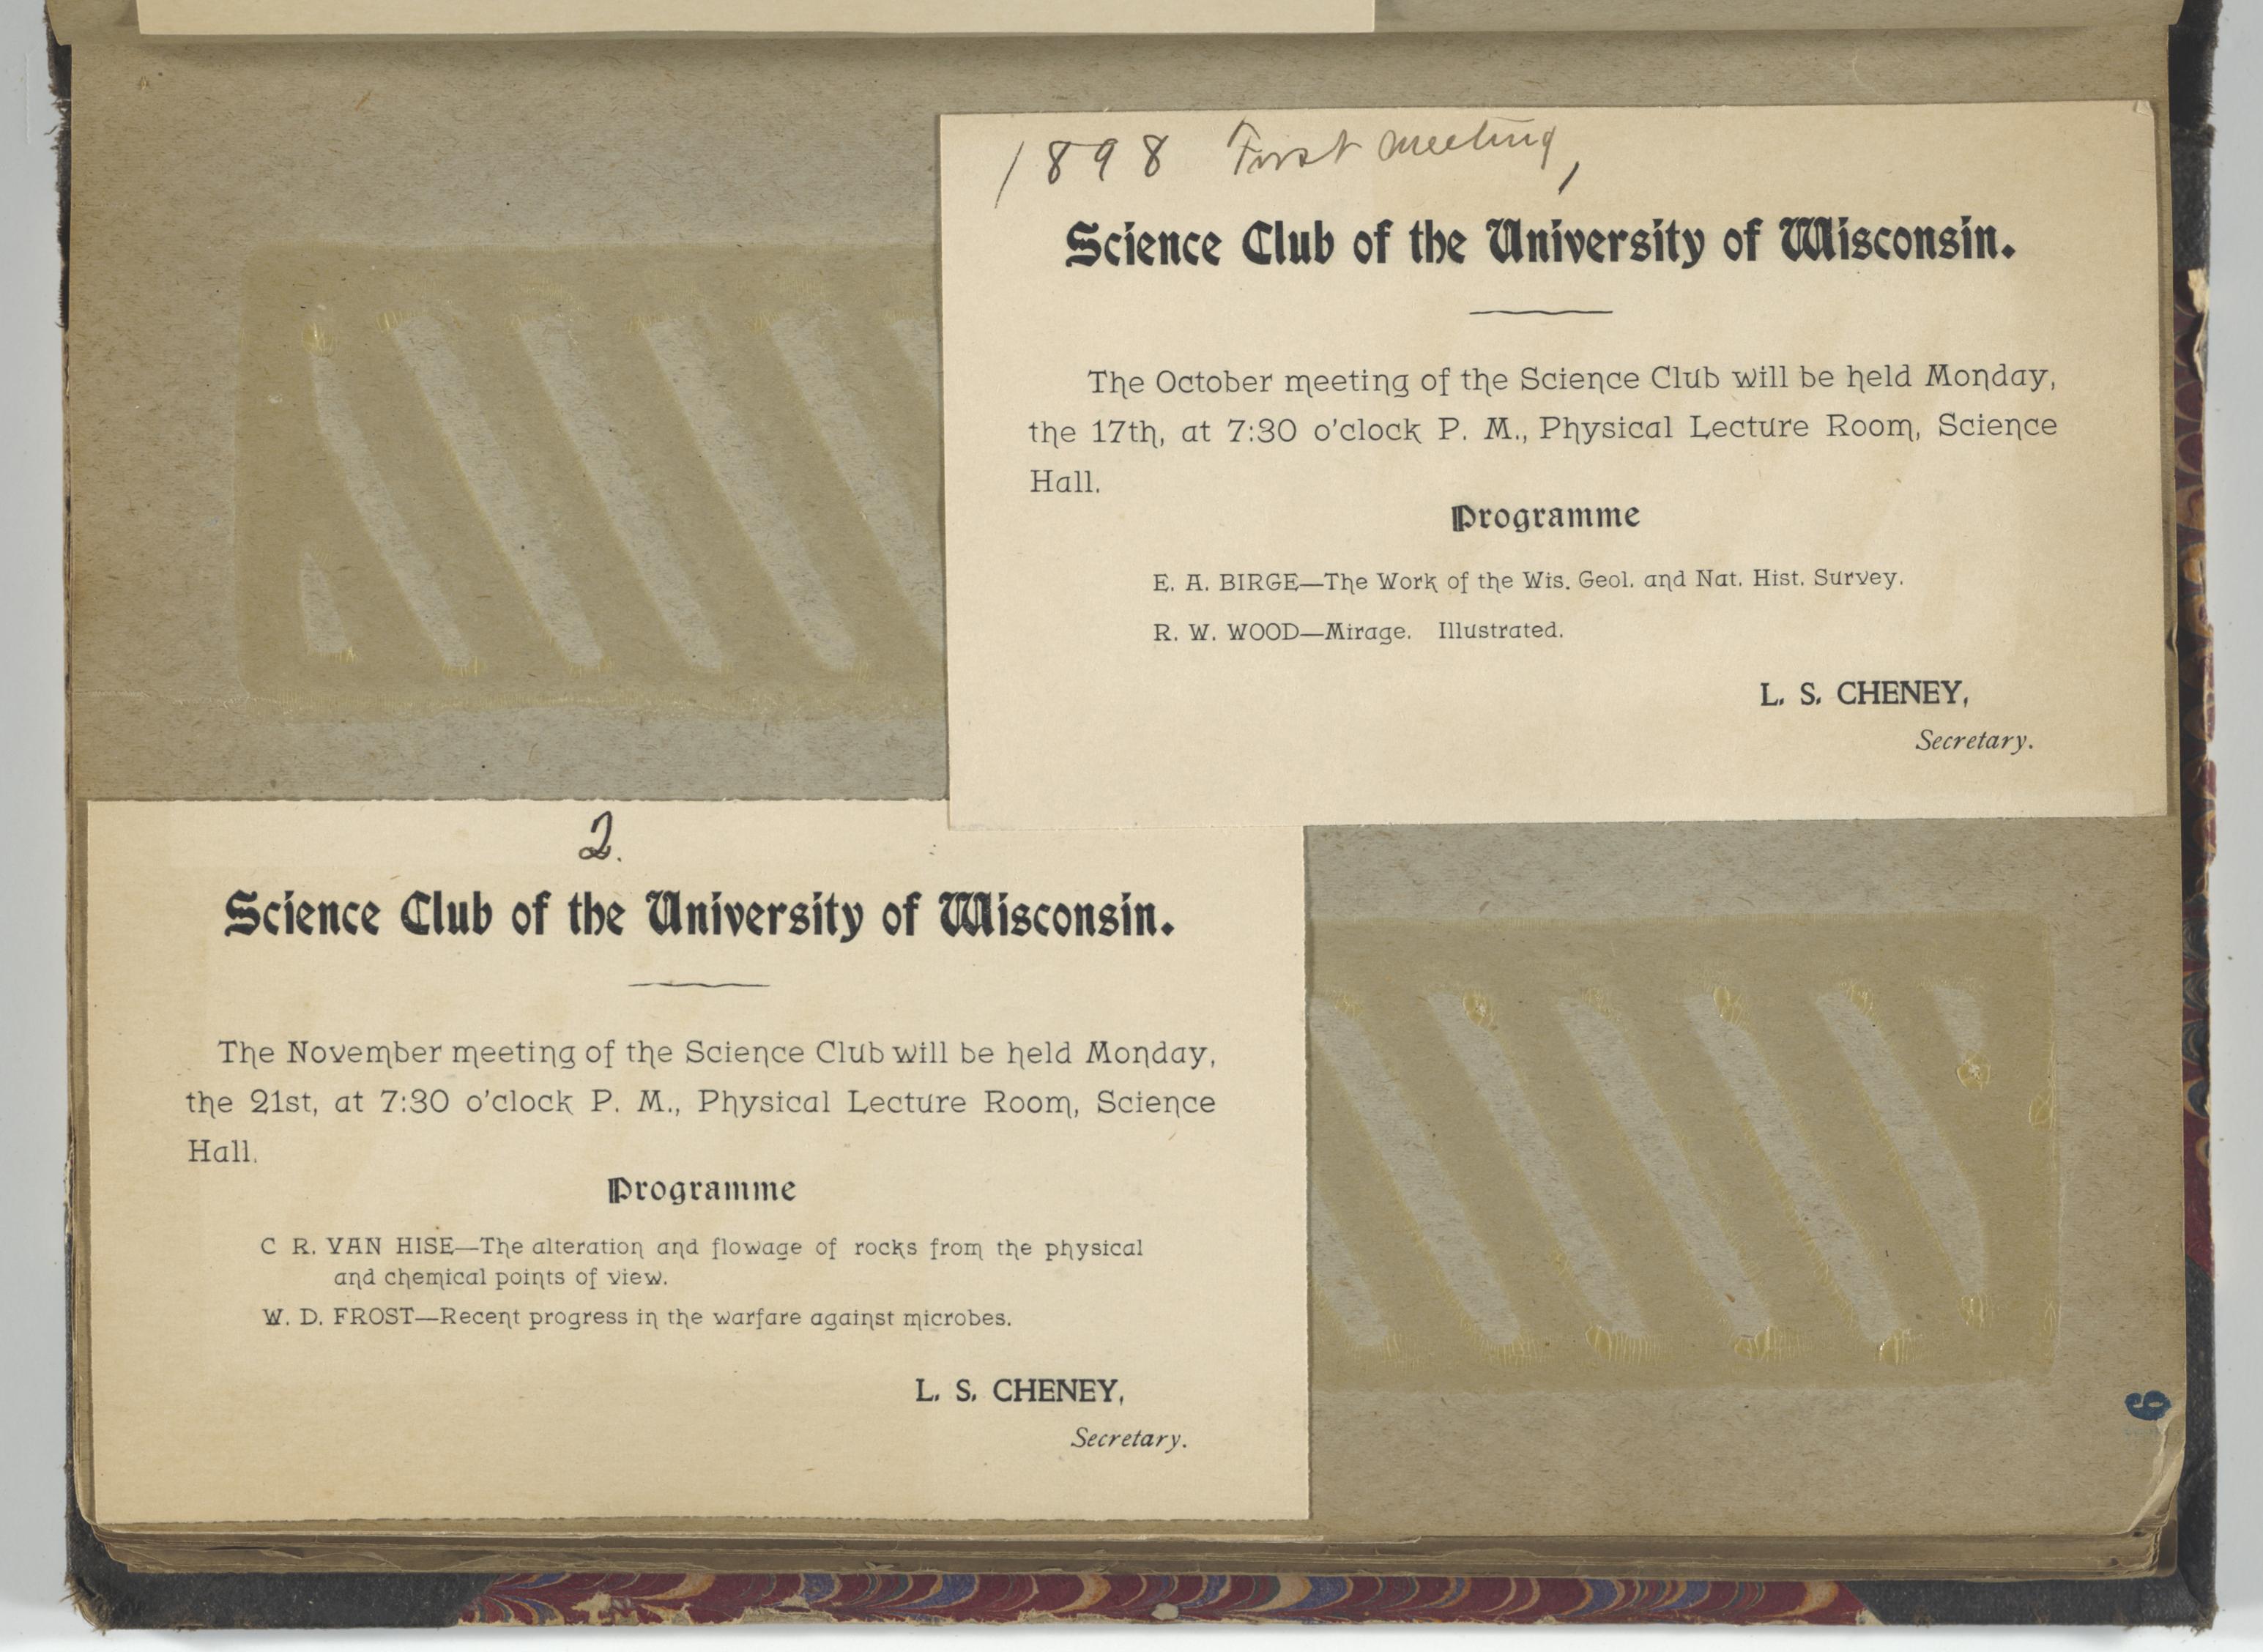 1898 First meeting,
Science Club of the University of Wisconsin.
The October meeting of the Science Club will be held Monday,
the 17th, at 7:30 o'clock P. M., Physical Lecture Room, Science
Hall.
Programme
E. A. BIRGE—The Work of the Wis. Geol. and Nat. Hist. Survey.
R. W. WOOD—Mirage. Illustrated.
L. S. CHENEY,
Secretary.
2.
Science Club of the University of Wisconsin.
The November meeting of the Science Club will be held Monday,
the 21st, at 7:30 o'clock P. M., Physical Lecture Room, Science
Hall.
Programme
C R. VAN HISE—The alteration and flowage of rocks from the physical
and chemical points of view.
W. D. FROST—Recent progress in the warfare against microbes.
L. S. CHENEY,
Secretary.
6